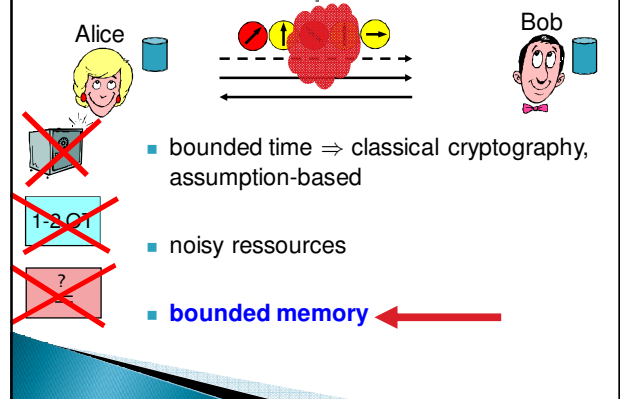 Alice
Bob
bounded time ⇒ classical cryptography,
assumption-based
1-2 OT
noisy ressources
?
=
bounded memory